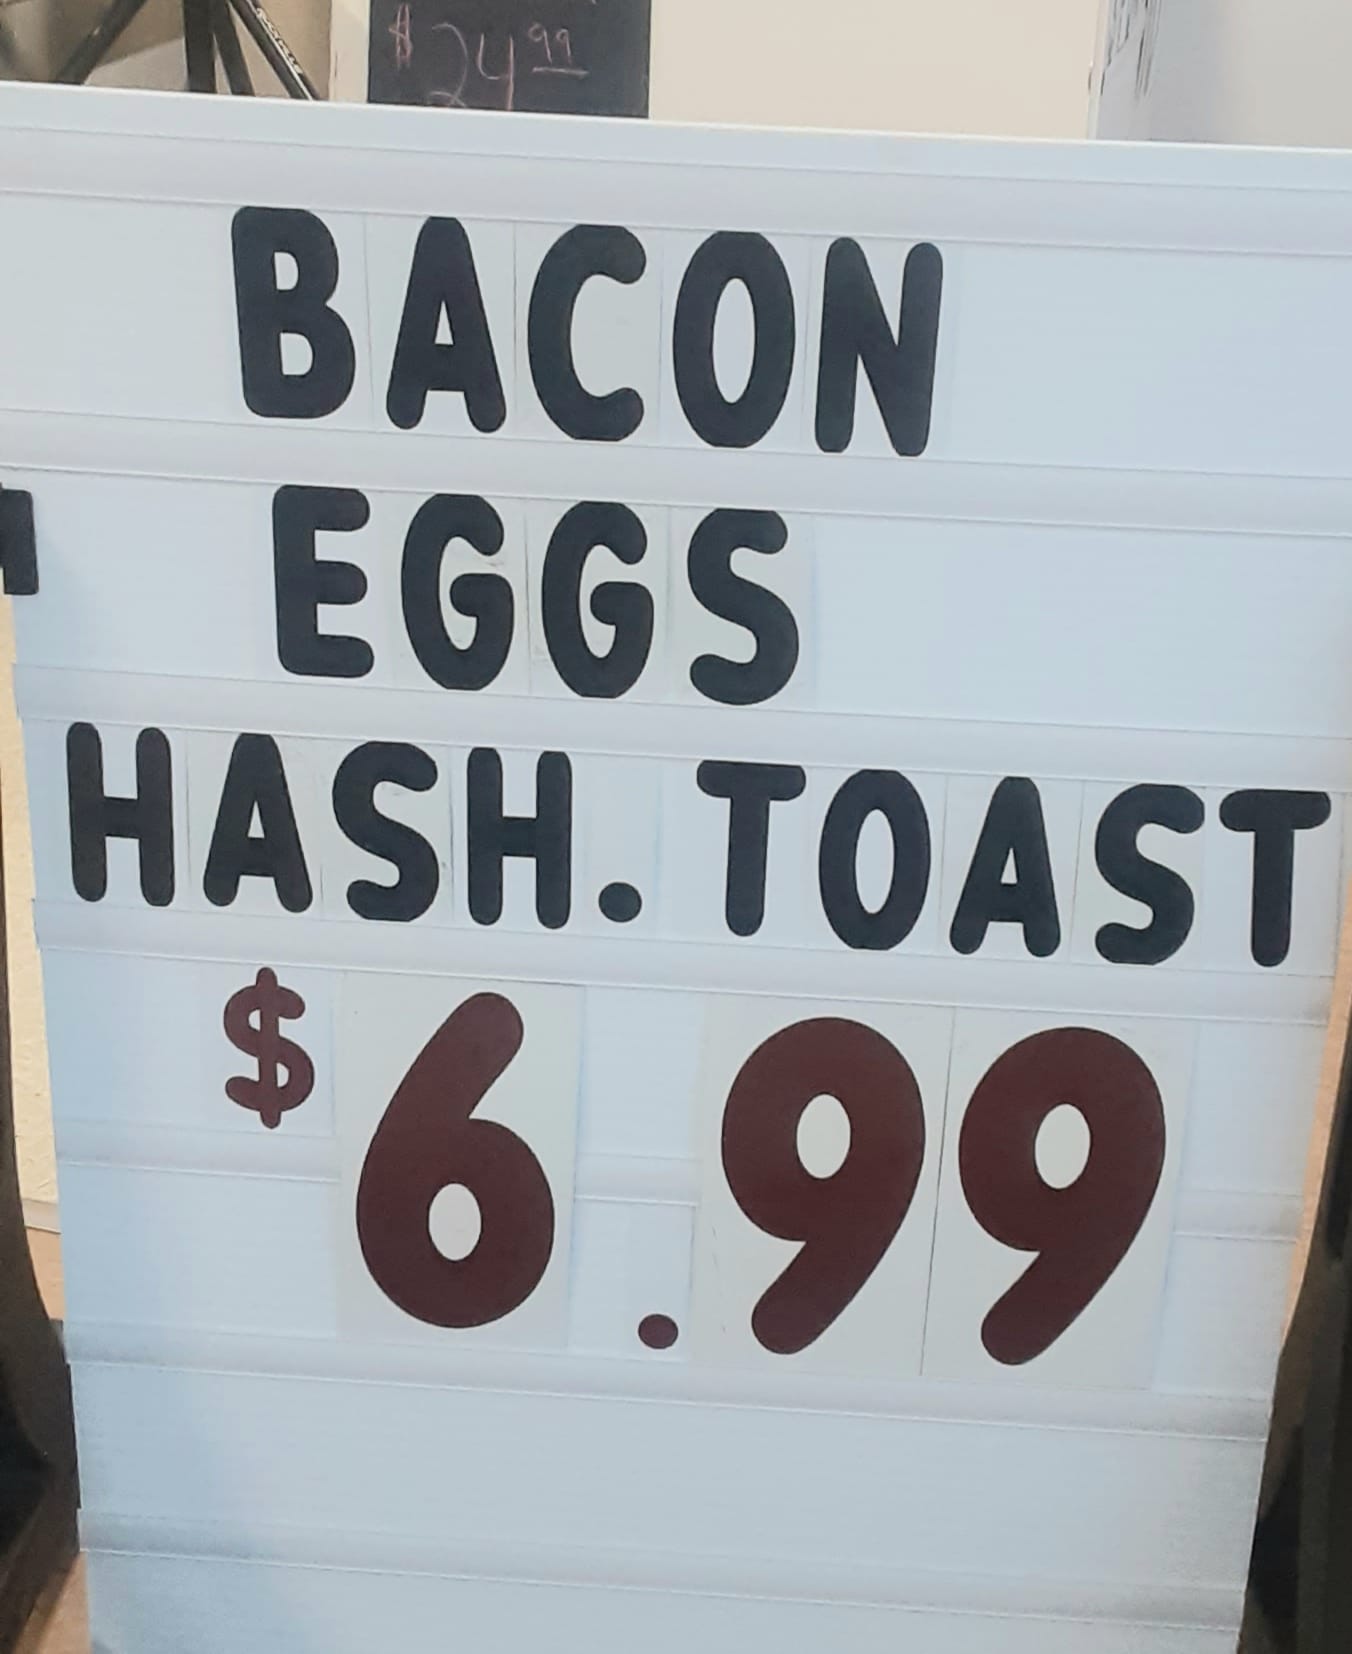 $24.99
BACON
EGGS
HASH. TOAST
$6.99